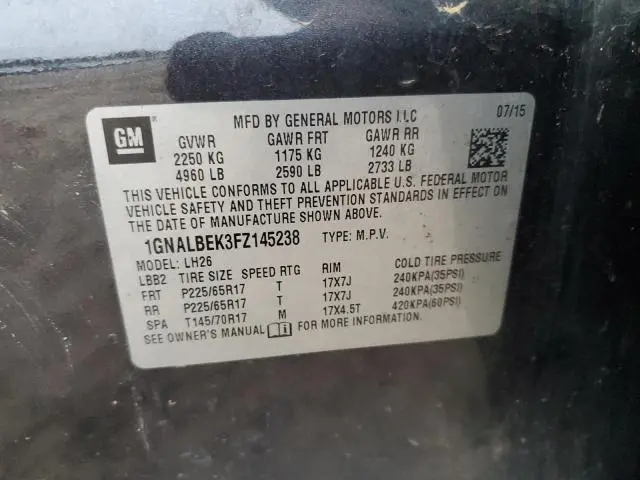 GM
MFD BY GENERAL MOTORS LLC 07/15
GVWR GAWR FRT GAWR RR
2250 KG 1175 KG 1240 KG
4960 LB 2590 LB 2733 LB
THIS VEHICLE CONFORMS TO ALL APPLICABLE U.S. FEDERAL MOTOR
VEHICLE SAFETY AND THEFT PREVENTION STANDARDS IN EFFECT ON
THE DATE OF MANUFACTURE SHOWN ABOVE.
1GNALBEK3FZ145238 TYPE: M.P.V.
MODEL: LH26
LBB2 TIRE SIZE SPEED RTG RIM COLD TIRE PRESSURE
FRT P225/65R17 T 17X7J 240KPA(35PSI)
RR P225/65R17 T 17X7J 240KPA(35PSI)
SPA T145/70R17 M 17X4.5T 420KPA(60PSI)
SEE OWNER'S MANUAL i FOR MORE INFORMATION.